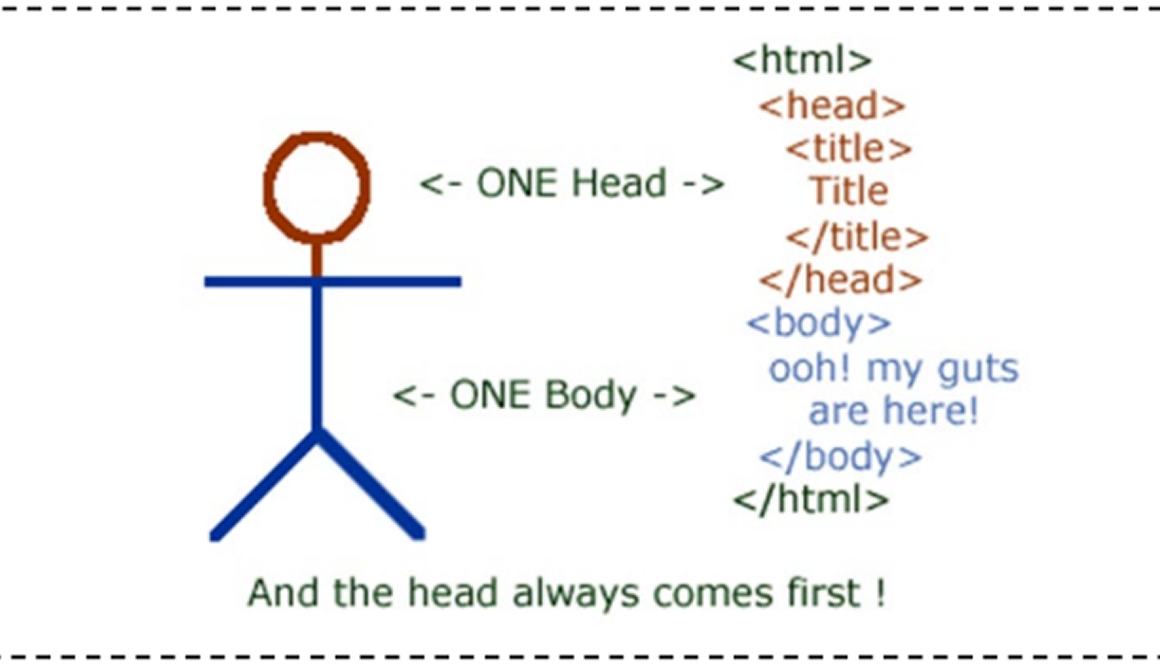 <html>
<head>
<title>
Title
</title>
</head>
<body>
ooh! my guts
are here!
</body>
</html>
<- ONE Head ->
<- ONE Body ->
And the head always comes first !